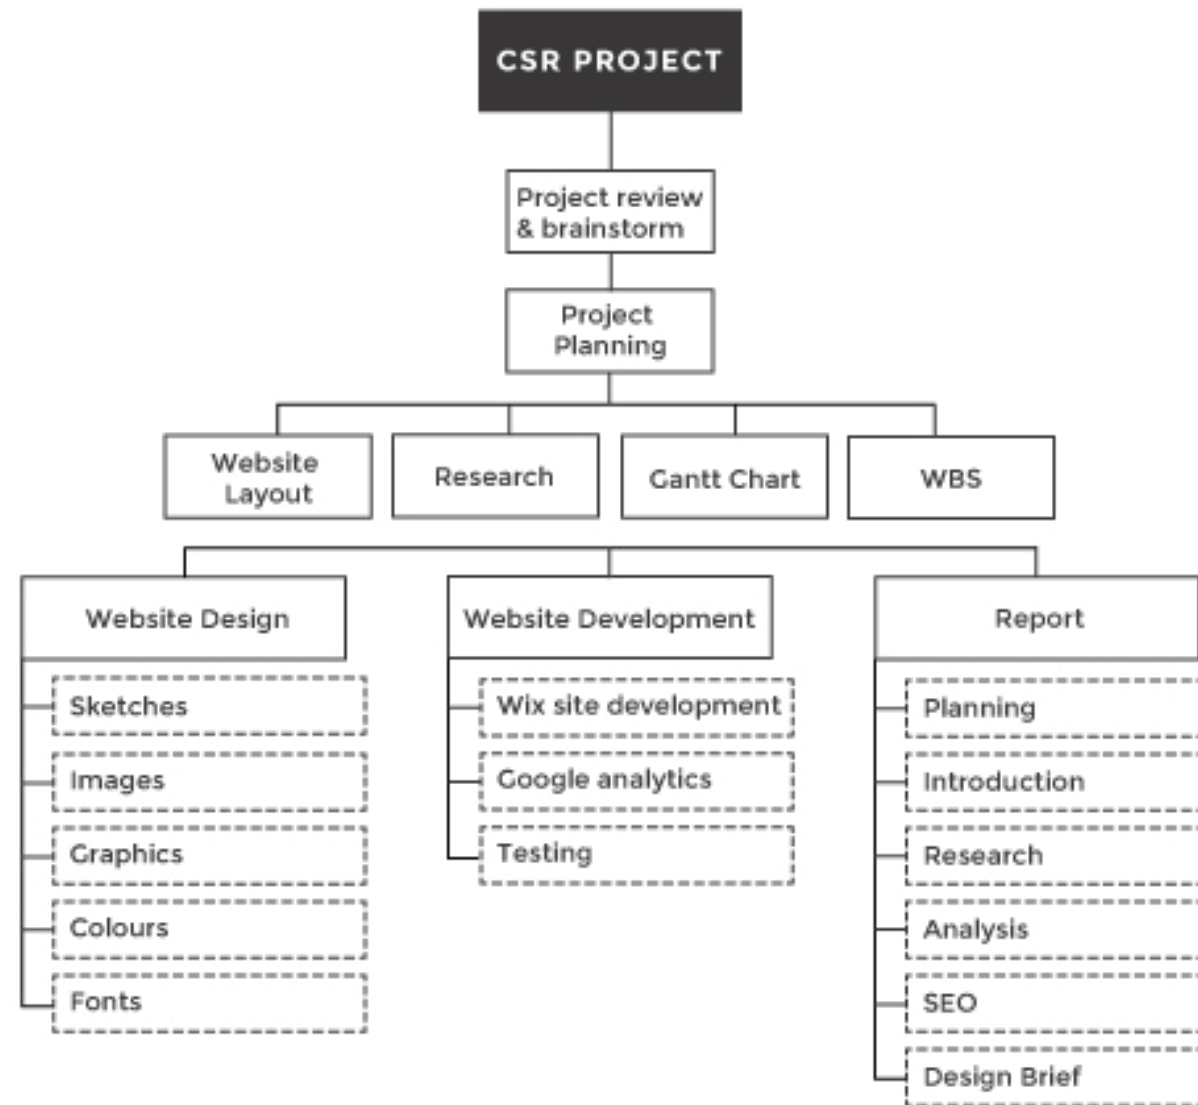 CSR PROJECT
Project review
& brainstorm
Project
Planning
Website
Layout
Research
Gantt Chart
WBS
Website Design
Sketches
Images
Graphics
Colours
Fonts
Website Development
Wix site development
Google analytics
Testing
Report
Planning
Introduction
Research
Analysis
SEO
Design Brief